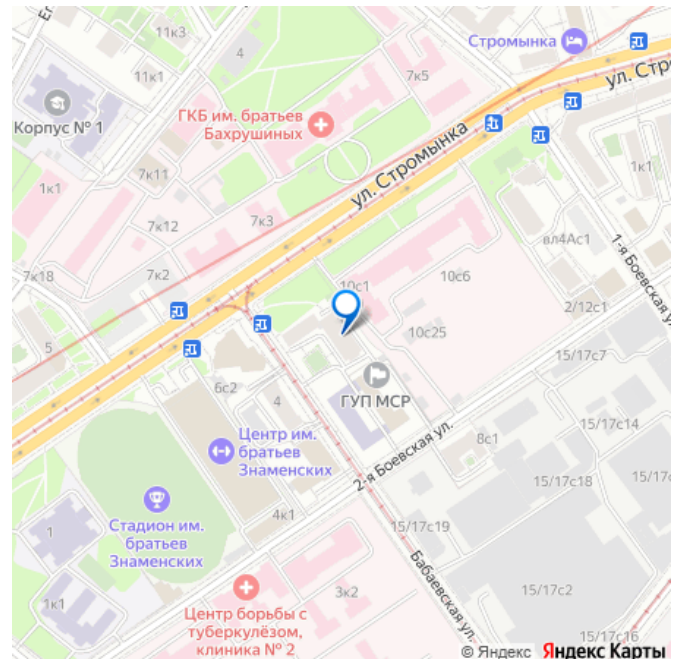 11к3
Стромынка
11к1
7к5
ул. Стр
ГКБ им. братьев
Бахрушиных
Корпус № 1
ул. Стромынка
7к11
1к1
1к1
7к3
7к12
вл4Ас1
1-я Боевская ул.
7к18
7к2
10с1
10с6
2/12с1
10с25
5
15/17с7
6с2
4
ГУП МСР
Центр им.
братьев
Знаменских
8с1
15/17с14
2-я Боевская ул.
15/17с18
Стадион им.
братьев
Знаменских
4к1
15/17с19
1
Бабаевская ул.
3к2
15/17с2
1к1
Центр борьбы с
туберкулёзом,
клиника № 2
15/17с16
© Яндекс Яндекс Карты